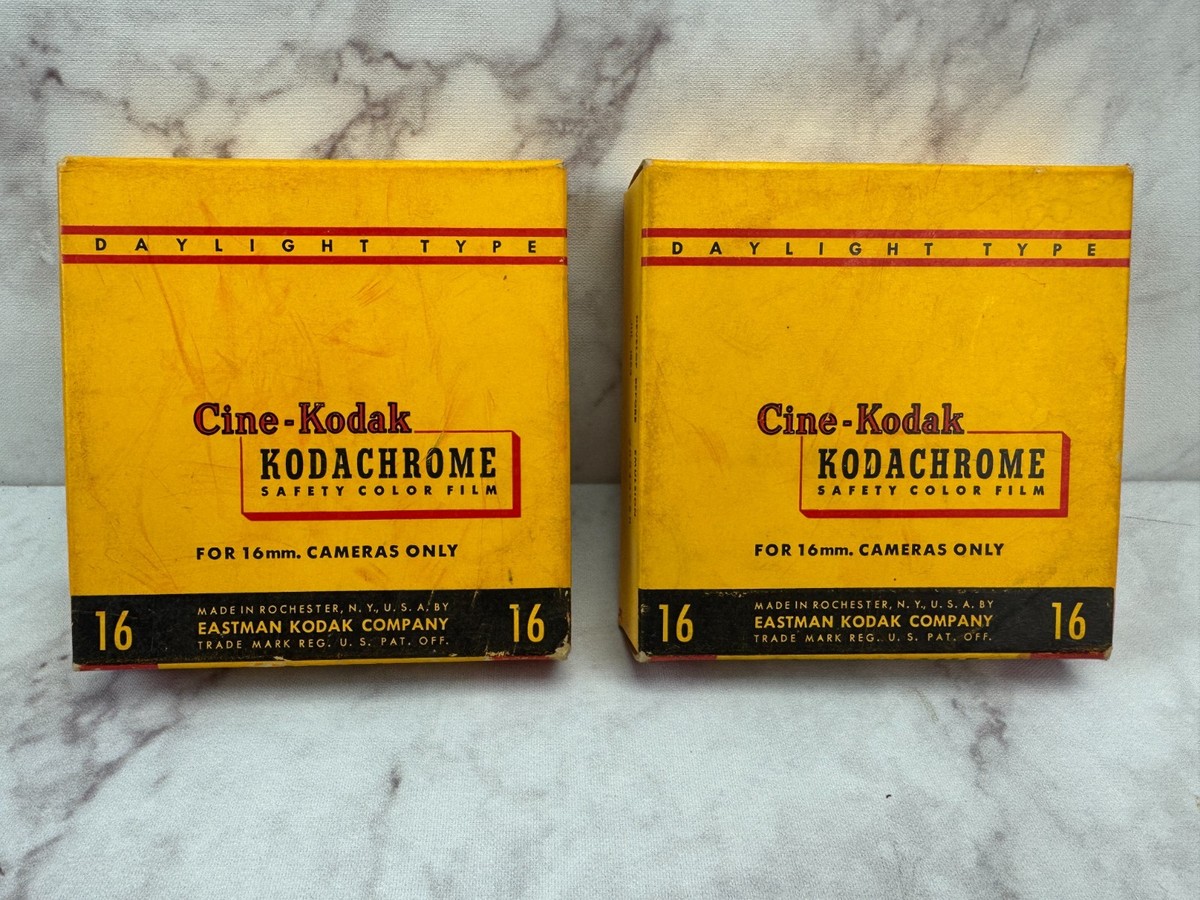 DAYLIGHT TYPE
Cine-Kodak
KODACHROME
SAFETY COLOR FILM
FOR 16mm. CAMERAS ONLY
16
MADE IN ROCHESTER, N. Y., U. S. A. BY
EASTMAN KODAK COMPANY
TRADE MARK REG. U. S. PAT. OFF.
16
DAYLIGHT TYPE
Cine-Kodak
KODACHROME
SAFETY COLOR FILM
FOR 16mm. CAMERAS ONLY
16
MADE IN ROCHESTER, N. Y., U. S. A. BY
EASTMAN KODAK COMPANY
TRADE MARK REG. U. S. PAT. OFF.
16